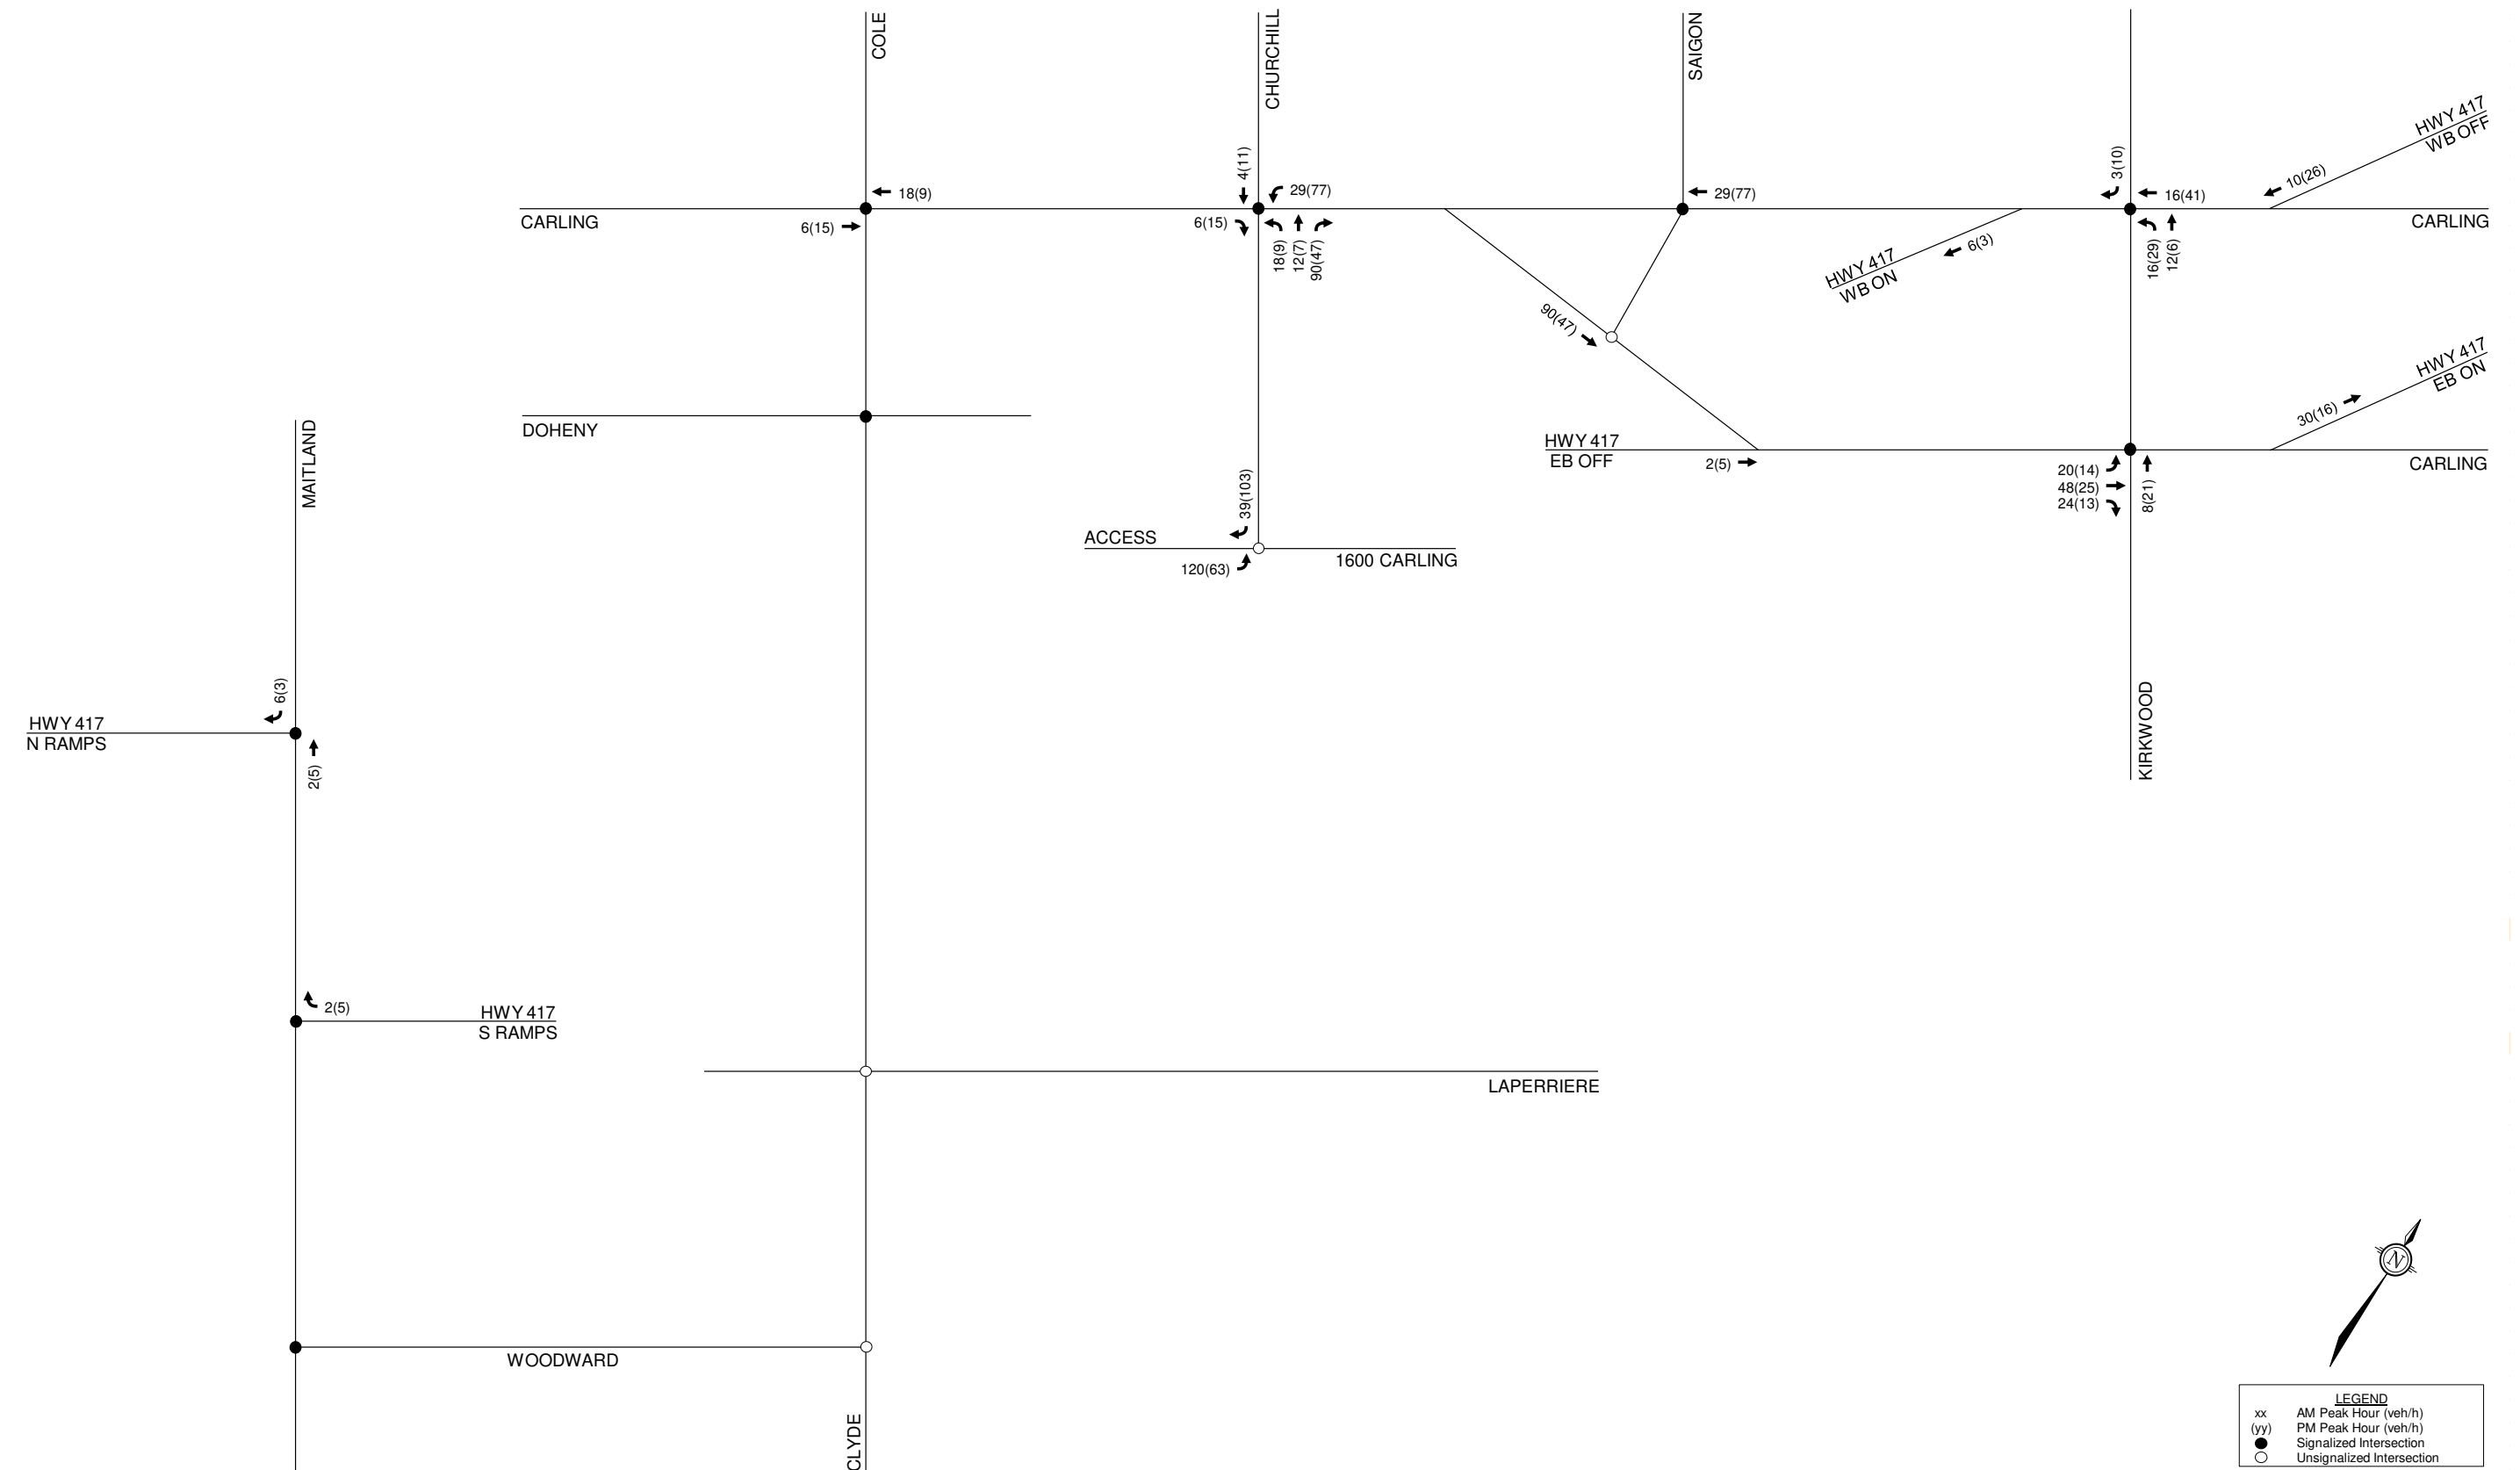 COLE
CHURCHILL
SAIGON
HWY 417
WB OFF
10(26)
4(11)
3(10)
18(9)
29(77)
29(77)
16(41)
CARLING
6(15)
6(15)
18(9)
12(7)
90(47)
HWY 417
WB ON
6(3)
16(29)
12(6)
CARLING
90(47)
HWY 417
EB ON
30(16)
DOHENY
MAITLAND
HWY 417
EB OFF
2(5)
20(14)
48(25)
24(13)
8(21)
CARLING
39(103)
ACCESS
120(63)
1600 CARLING
6(3)
HWY 417
N RAMPS
2(5)
KIRKWOOD
2(5)
HWY 417
S RAMPS
LAPERRIERE
WOODWARD
CLYDE
N
LEGEND
xx AM Peak Hour (veh/h)
(yy) PM Peak Hour (veh/h)
Signalized Intersection
Unsignalized Intersection